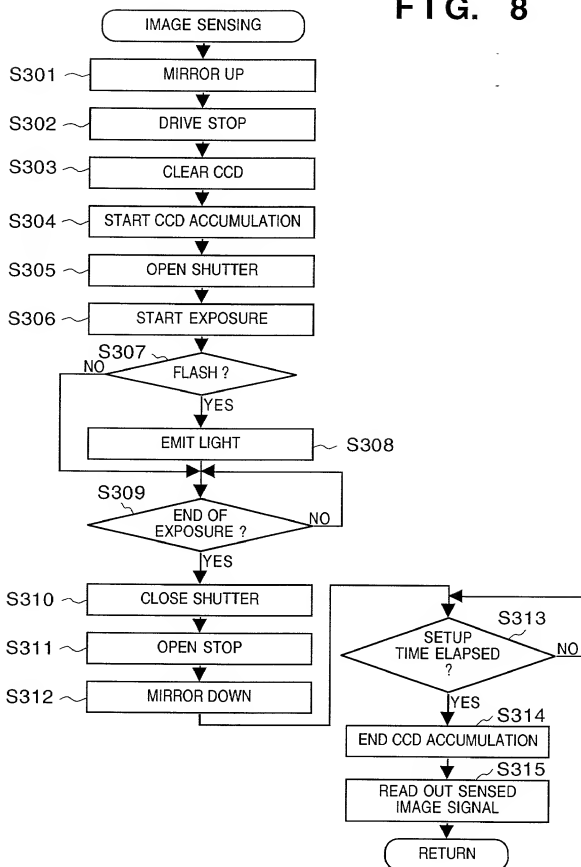 FIG. 8
IMAGE SENSING
S301
MIRROR UP
S302
DRIVE STOP
S303
CLEAR CCD
S304
START CCD ACCUMULATION
S305
OPEN SHUTTER
S306
START EXPOSURE
S307
NO
FLASH ?
YES
EMIT LIGHT
S308
S309
END OF
EXPOSURE ?
NO
YES
S310
CLOSE SHUTTER
S311
OPEN STOP
S312
MIRROR DOWN
S313
SETUP
TIME ELAPSED
?
NO
YES
S314
END CCD ACCUMULATION
S315
READ OUT SENSED
IMAGE SIGNAL
RETURN